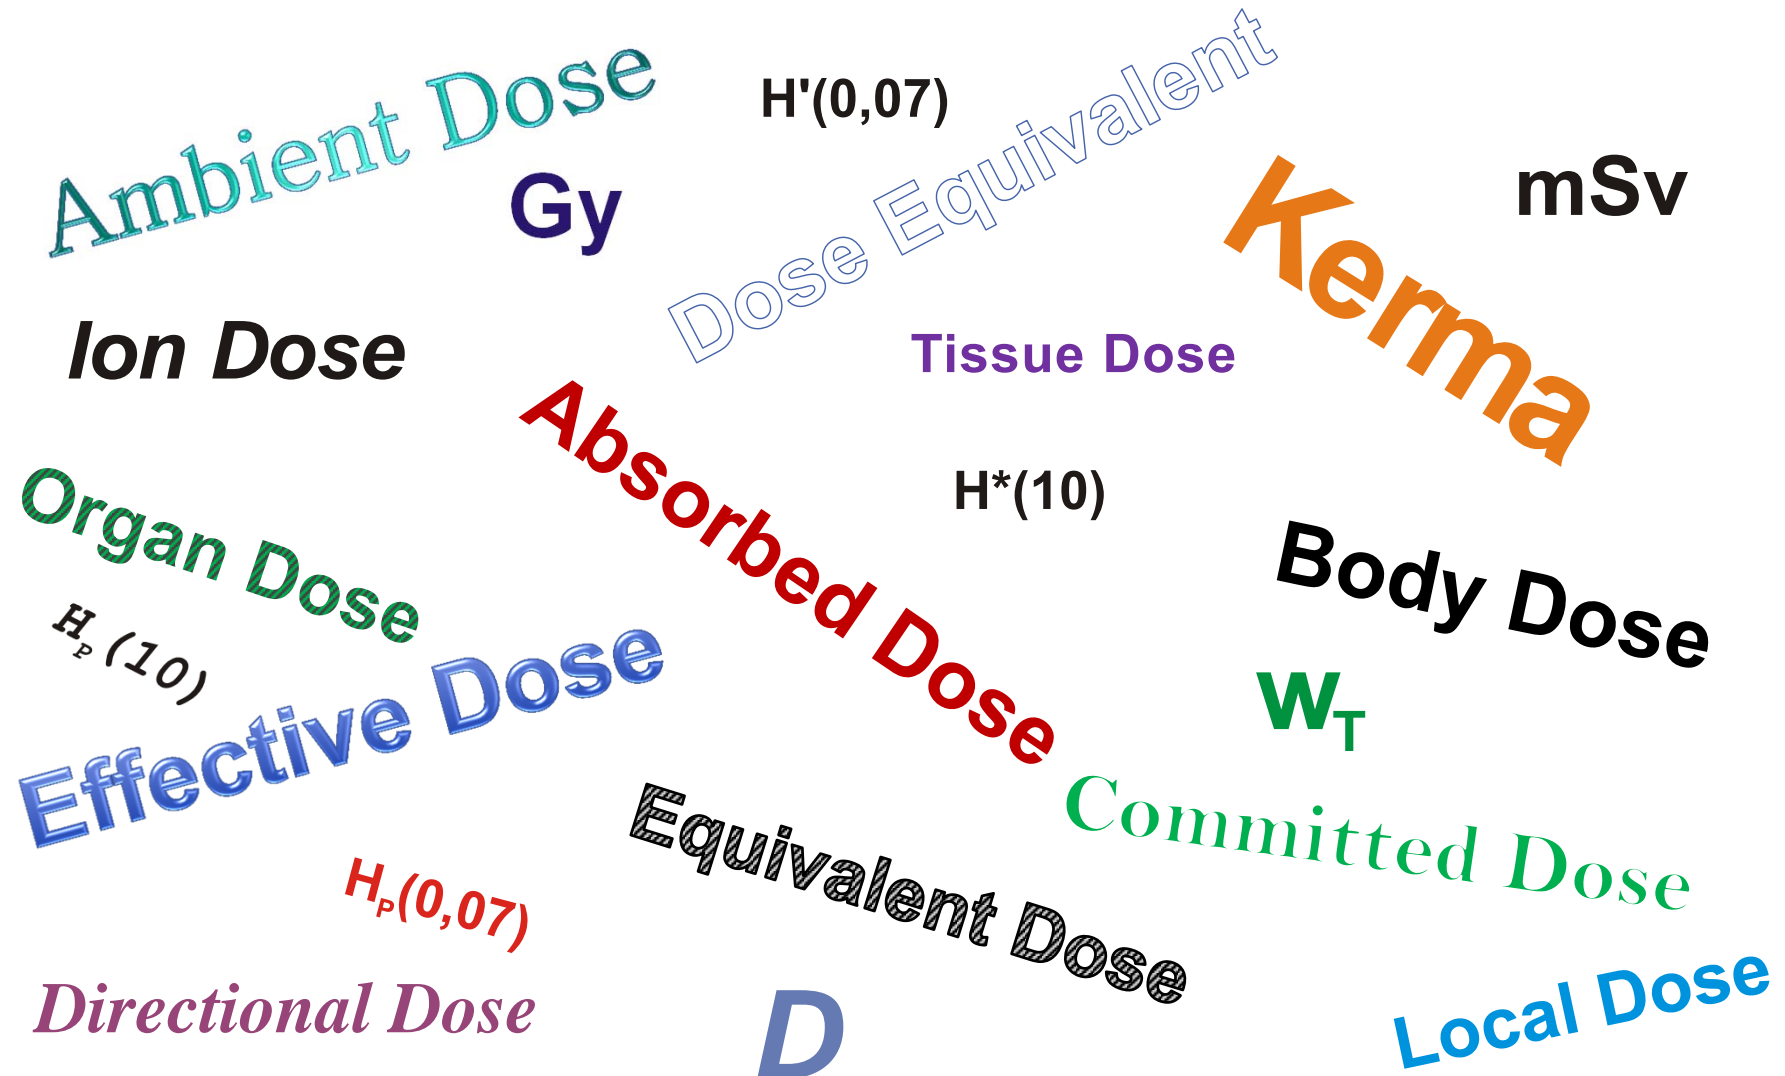 Ambient Dose
H'(0,07)
Dose Equivalent
Gy
mSv
Kerma
Ion Dose
Tissue Dose
Absorbed Dose
H*(10)
Organ Dose
Body Dose
HP(10)
Effective Dose
wT
Committed Dose
Equivalent Dose
HP(0,07)
Directional Dose
D
Local Dose